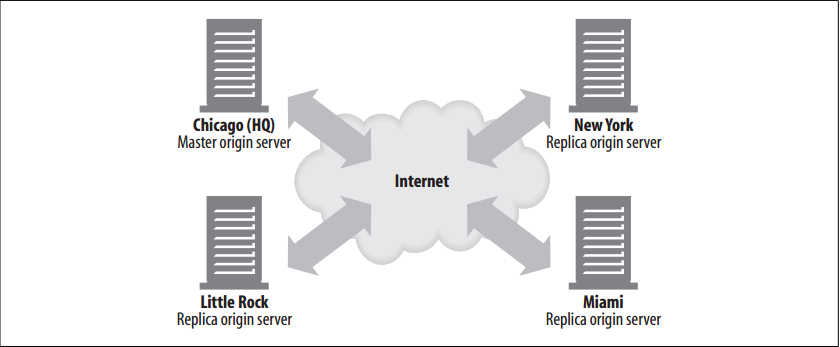 Chicago (HQ)
Master origin server
New York
Replica origin server
Internet
Little Rock
Replica origin server
Miami
Replica origin server